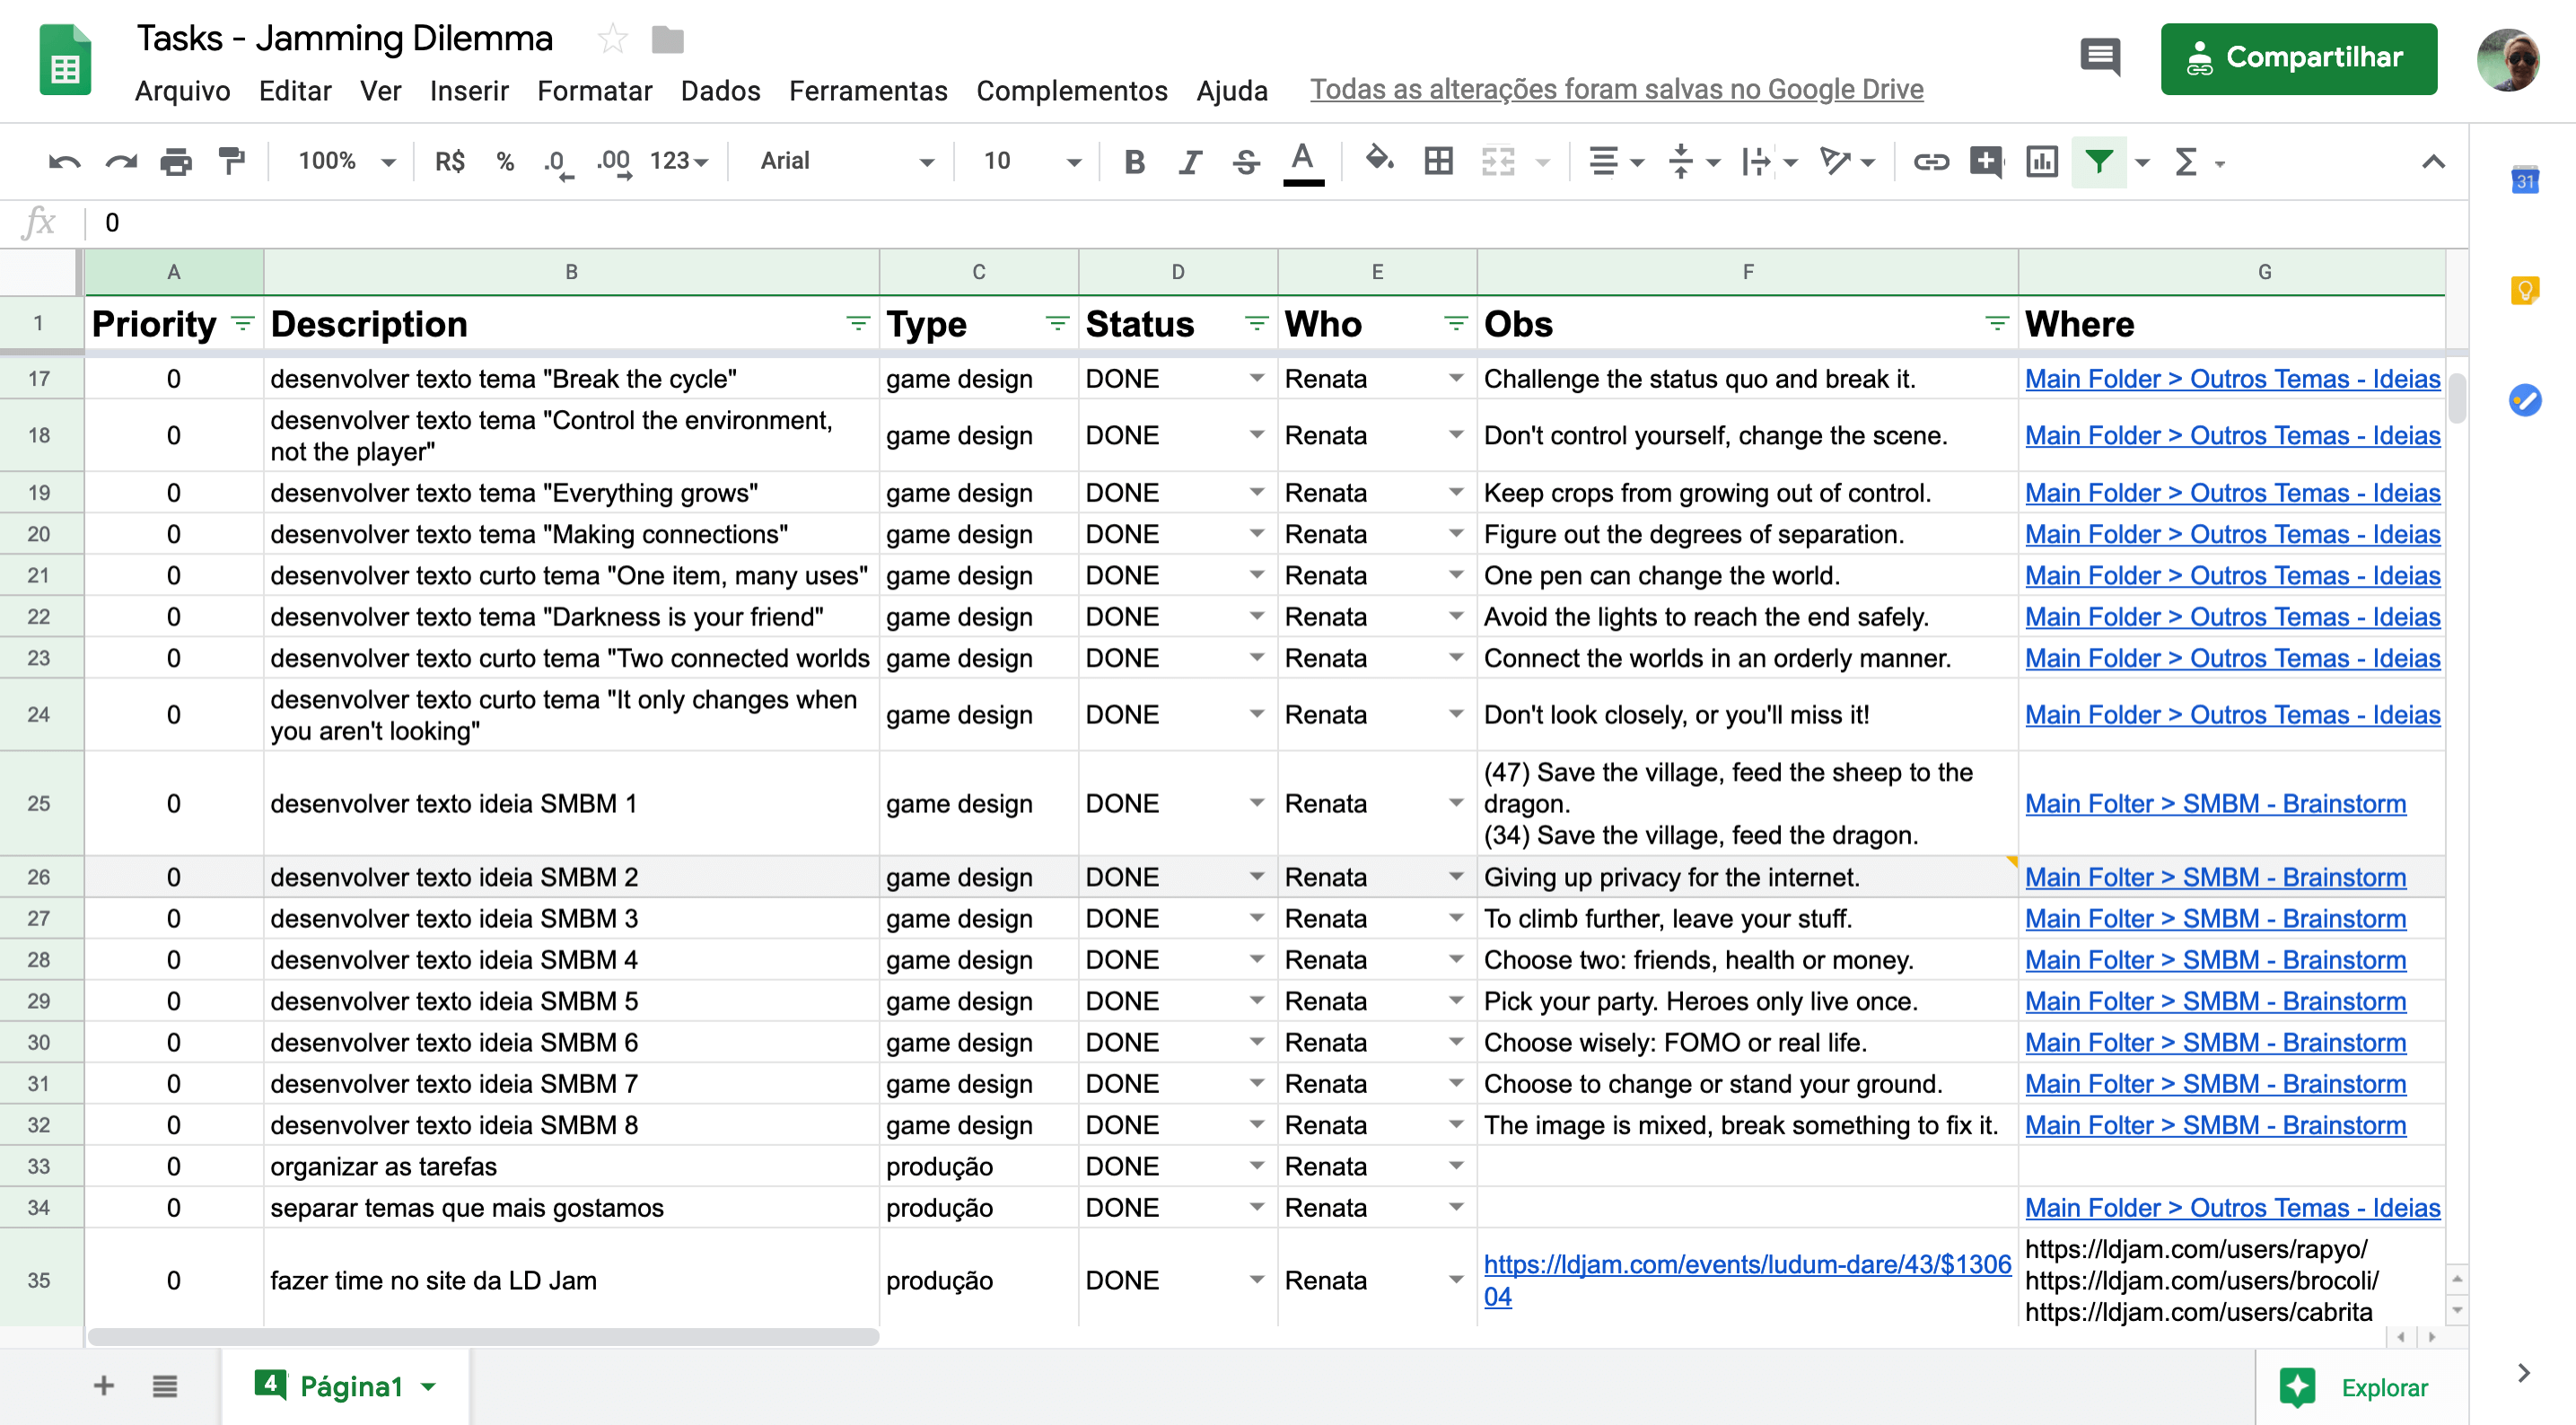 Tasks - Jamming Dilemma
Arquivo Editar Ver Inserir Formatar Dados Ferramentas Complementos Ajuda Todas as alterações foram salvas no Google Drive
Compartilhar
100% R$ % .0 .00 123 Arial 10 B I S A Σ
31
fx 0
A B C D E F G
1 Priority Description Type Status Who Obs Where
17 0 desenvolver texto tema "Break the cycle" game design DONE Renata Challenge the status quo and break it. Main Folder > Outros Temas - Ideias
18 0 desenvolver texto tema "Control the environment,
not the player" game design DONE Renata Don't control yourself, change the scene. Main Folder > Outros Temas - Ideias
19 0 desenvolver texto tema "Everything grows" game design DONE Renata Keep crops from growing out of control. Main Folder > Outros Temas - Ideias
20 0 desenvolver texto tema "Making connections" game design DONE Renata Figure out the degrees of separation. Main Folder > Outros Temas - Ideias
21 0 desenvolver texto curto tema "One item, many uses" game design DONE Renata One pen can change the world. Main Folder > Outros Temas - Ideias
22 0 desenvolver texto tema "Darkness is your friend" game design DONE Renata Avoid the lights to reach the end safely. Main Folder > Outros Temas - Ideias
23 0 desenvolver texto curto tema "Two connected worlds game design DONE Renata Connect the worlds in an orderly manner. Main Folder > Outros Temas - Ideias
24 0 desenvolver texto curto tema "It only changes when
you aren't looking" game design DONE Renata Don't look closely, or you'll miss it! Main Folder > Outros Temas - Ideias
25 0 desenvolver texto ideia SMBM 1 game design DONE Renata (47) Save the village, feed the sheep to the
dragon.
(34) Save the village, feed the dragon. Main Folter > SMBM - Brainstorm
26 0 desenvolver texto ideia SMBM 2 game design DONE Renata Giving up privacy for the internet. Main Folter > SMBM - Brainstorm
27 0 desenvolver texto ideia SMBM 3 game design DONE Renata To climb further, leave your stuff. Main Folter > SMBM - Brainstorm
28 0 desenvolver texto ideia SMBM 4 game design DONE Renata Choose two: friends, health or money. Main Folter > SMBM - Brainstorm
29 0 desenvolver texto ideia SMBM 5 game design DONE Renata Pick your party. Heroes only live once. Main Folter > SMBM - Brainstorm
30 0 desenvolver texto ideia SMBM 6 game design DONE Renata Choose wisely: FOMO or real life. Main Folter > SMBM - Brainstorm
31 0 desenvolver texto ideia SMBM 7 game design DONE Renata Choose to change or stand your ground. Main Folter > SMBM - Brainstorm
32 0 desenvolver texto ideia SMBM 8 game design DONE Renata The image is mixed, break something to fix it. Main Folter > SMBM - Brainstorm
33 0 organizar as tarefas produção DONE Renata
34 0 separar temas que mais gostamos produção DONE Renata Main Folder > Outros Temas - Ideias
35 0 fazer time no site da LD Jam produção DONE Renata https://ldjam.com/events/ludum-dare/43/$1306
04
https://ldjam.com/users/rapyo/
https://ldjam.com/users/brocoli/
https://ldjam.com/users/cabrita
4 Página1
Explorar